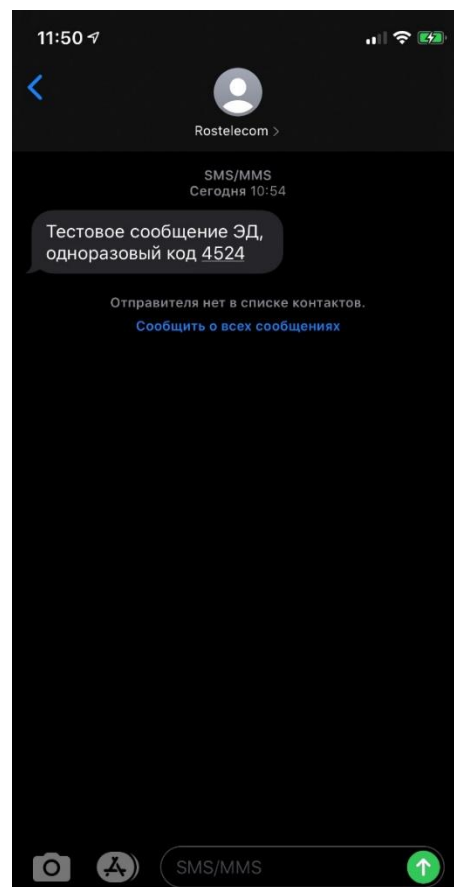 11:50
Rostelecom >
SMS/MMS
Сегодня 10:54
Тестовое сообщение ЭД,
одноразовый код 4524
Отправителя нет в списке контактов.
Сообщить о всех сообщениях
SMS/MMS